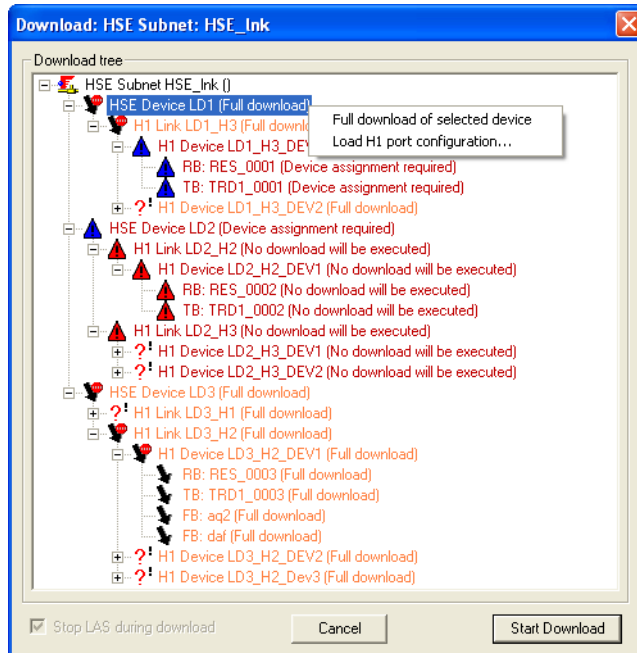 Download: HSE Subnet: HSE_lnk
Download tree
HSE Subnet HSE_lnk ()
HSE Device LD1 (Full download)
Full download of selected device
H1 Link LD1_H3 (Full downlo
Load H1 port configuration...
H1 Device LD1_H3_DEV
RB: RES_0001 (Device assignment required)
TB: TRD1_0001 (Device assignment required)
?! H1 Device LD1_H3_DEV2 (Full download)
HSE Device LD2 (Device assignment required)
H1 Link LD2_H2 (No download will be executed)
H1 Device LD2_H2_DEV1 (No download will be executed)
RB: RES_0002 (No download will be executed)
TB: TRD1_0002 (No download will be executed)
H1 Link LD2_H3 (No download will be executed)
?! H1 Device LD2_H3_DEV1 (No download will be executed)
?! H1 Device LD2_H3_DEV2 (No download will be executed)
HSE Device LD3 (Full download)
?! H1 Link LD3_H1 (Full download)
H1 Link LD3_H2 (Full download)
H1 Device LD3_H2_DEV1 (Full download)
RB: RES_0003 (Full download)
TB: TRD1_0003 (Full download)
FB: aq2 (Full download)
FB: daf (Full download)
?! H1 Device LD3_H2_DEV2 (Full download)
?! H1 Device LD3_H2_Dev3 (Full download)
Stop LAS during download
Cancel
Start Download